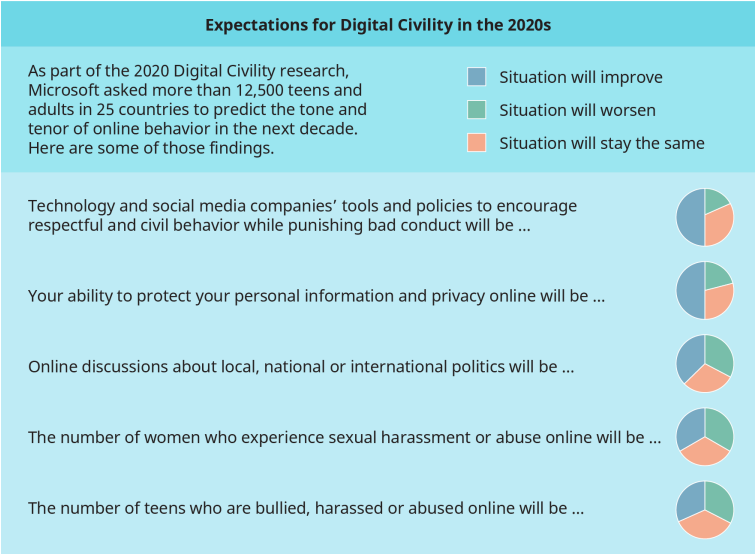 Expectations for Digital Civility in the 2020s
As part of the 2020 Digital Civility research,
Microsoft asked more than 12,500 teens and
adults in 25 countries to predict the tone and
tenor of online behavior in the next decade.
Here are some of those findings.
Situation will improve
Situation will worsen
Situation will stay the same
Technology and social media companies’ tools and policies to encourage
respectful and civil behavior while punishing bad conduct will be ...
Your ability to protect your personal information and privacy online will be ...
Online discussions about local, national or international politics will be ...
The number of women who experience sexual harassment or abuse online will be ...
The number of teens who are bullied, harassed or abused online will be ...